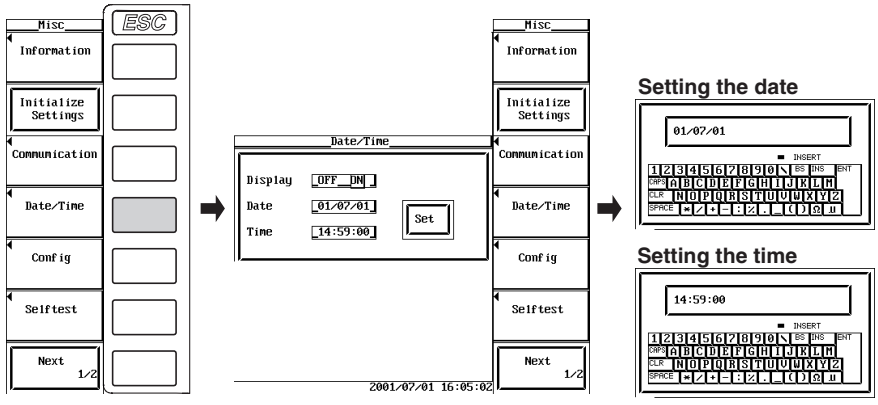 Misc
Information
Initialize
Settings
Communication
Date/Time
Config
Selftest
Next
1/2
ESC
Date/Time
Display OFF ON
Date 01/07/01
Time 14:59:00
Set
2001/07/01 16:05:02
Misc
Information
Initialize
Settings
Communication
Date/Time
Config
Selftest
Next
1/2
Setting the date
01/07/01
INSERT
1 2 3 4 5 6 7 8 9 0 \ BS INS ENT
CAPS A B C D E F G H I J K L M
CLR N O P Q R S T U V W X Y Z
SPACE * / + - : % . _ ( ) Ω µ
Setting the time
14:59:00
INSERT
1 2 3 4 5 6 7 8 9 0 \ BS INS ENT
CAPS A B C D E F G H I J K L M
CLR N O P Q R S T U V W X Y Z
SPACE * / + - : % . _ ( ) Ω µ